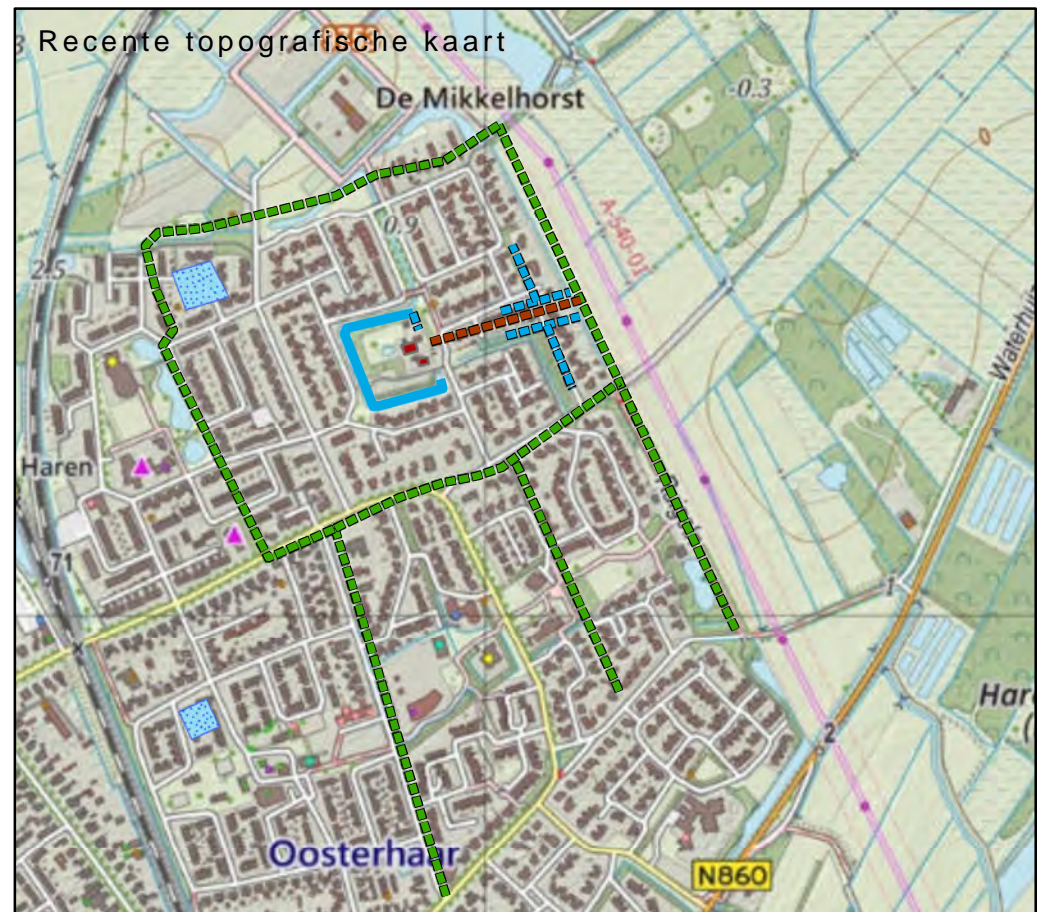 Recente topografische kaart
De Mikkelhorst
-0.3
0
A-540-01
0.9
2.5
Waterhui
Haren
71
1
2
Har
(
Oosterhaar
N860